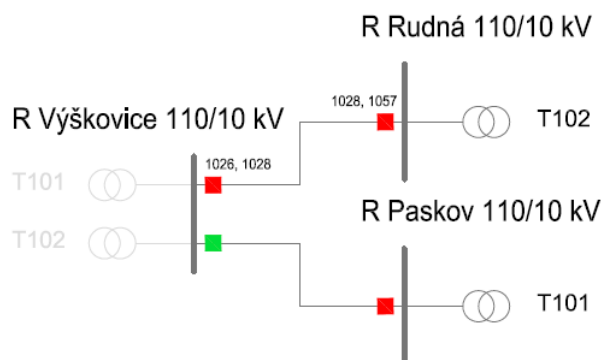 R Rudná 110/10 kV
1028, 1057
T102
R Výškovice 110/10 kV
1026, 1028
T101
T102
R Paskov 110/10 kV
T101